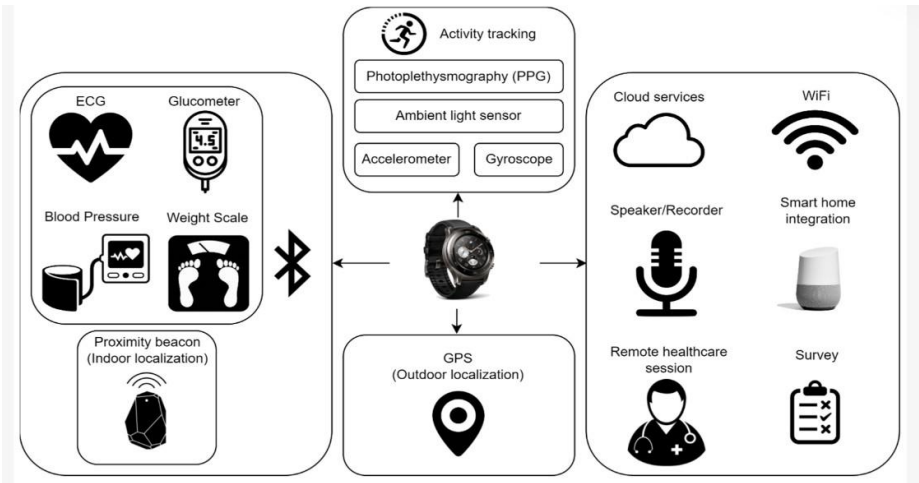 Activity tracking
Photoplethysmography (PPG)
Ambient light sensor
Accelerometer
Gyroscope
ECG
Glucometer
4.5
Blood Pressure
Weight Scale
Proximity beacon
(Indoor localization)
GPS
(Outdoor localization)
Cloud services
WiFi
Speaker/Recorder
Smart home
integration
Remote healthcare
session
Survey